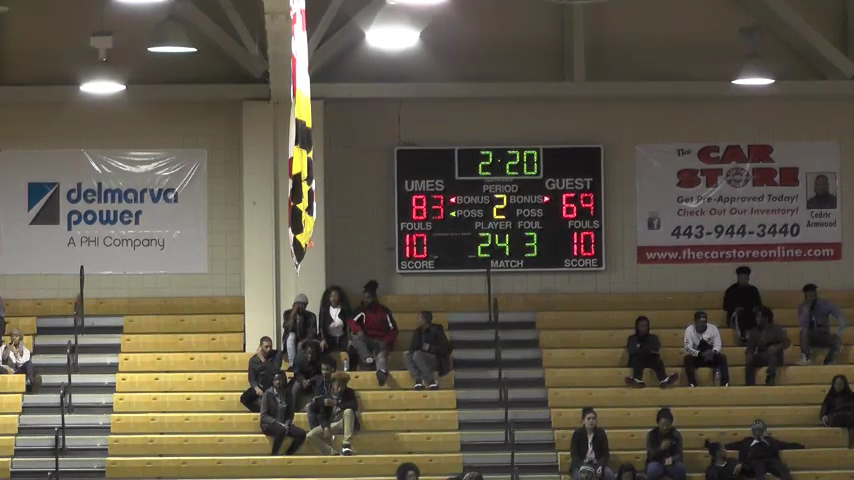 delmarva
power
A PHI Company
2:20
UMES
PERIOD
GUEST
83
BONUS
2
BONUS
69
POSS
POSS
FOULS
PLAYER FOUL
FOULS
10
24
3
10
SCORE
MATCH
SCORE
The
CAR
STORE
Get Pre-Approved Today!
Check Out Our Inventory!
443-944-3440
Cedric
Armwood
www.thecarstoreonline.com